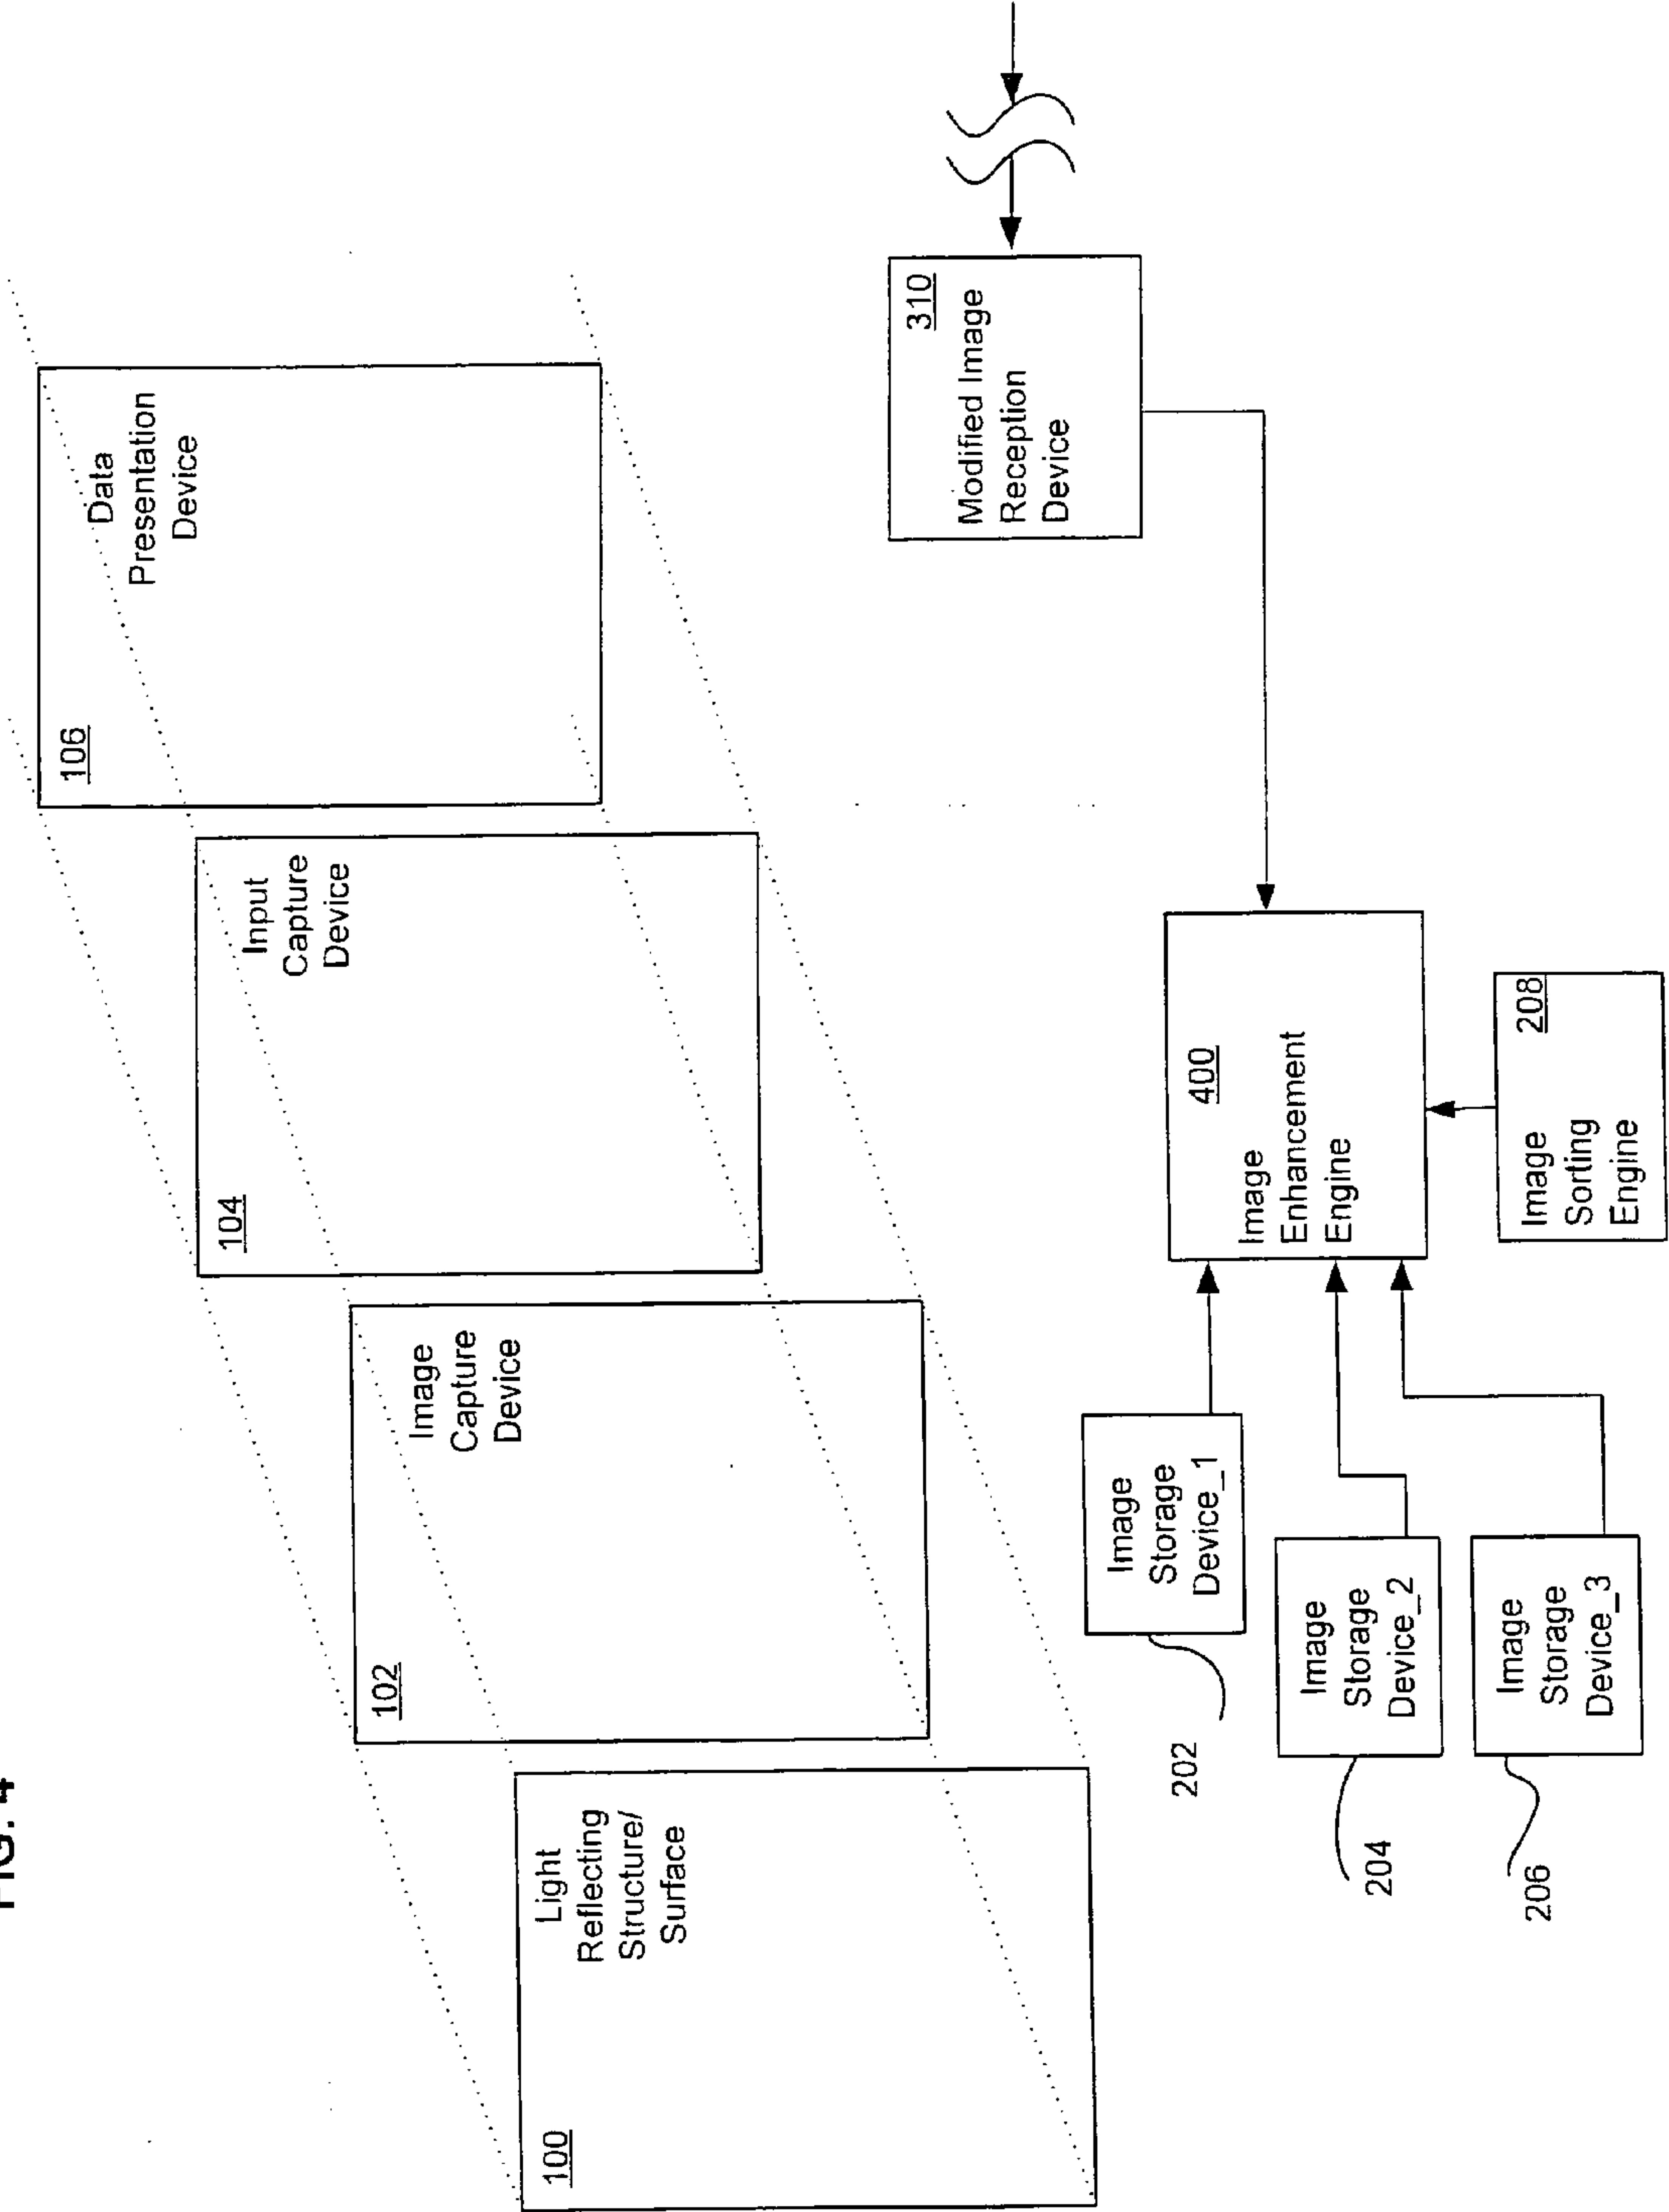 FIG. 4
100
Light
Reflecting
Structure/
Surface
102
Image
Capture
Device
104
Input
Capture
Device
106
Data
Presentation
Device
202
Image
Storage
Device_1
204
Image
Storage
Device_2
206
Image
Storage
Device_3
400
Image
Enhancement
Engine
208
Image
Sorting
Engine
310
Modified Image
Reception
Device